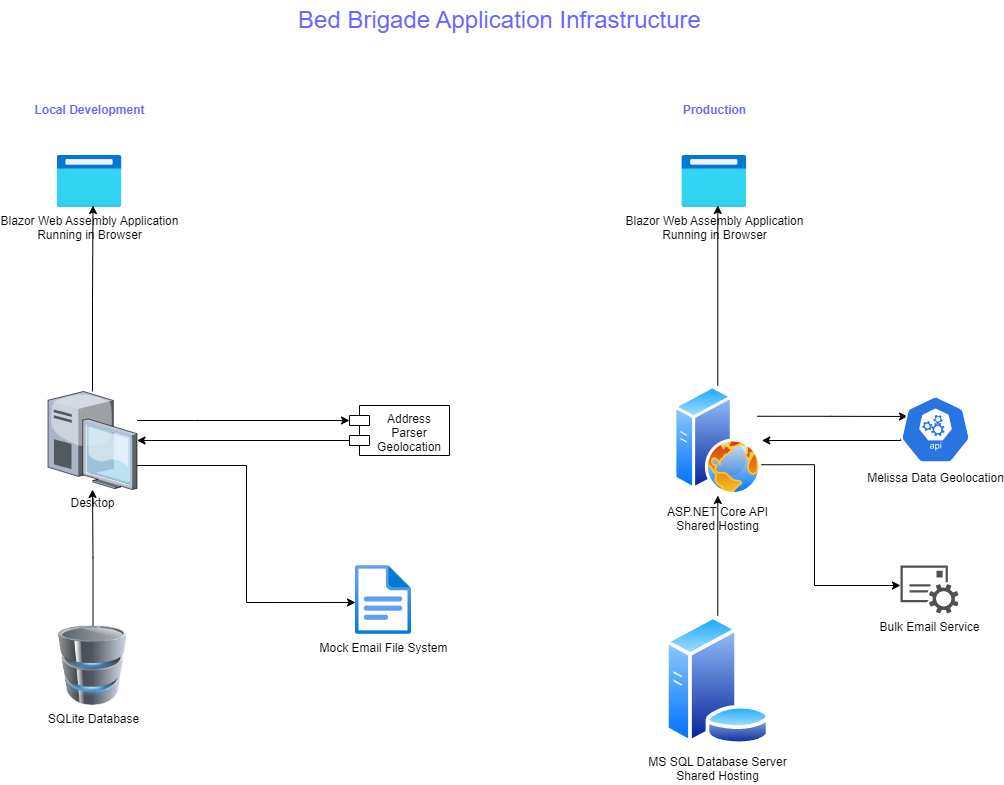 Bed Brigade Application Infrastructure
Local Development
Production
Blazor Web Assembly Application
Running in Browser
Blazor Web Assembly Application
Running in Browser
Address
Parser
Geolocation
api
Melissa Data Geolocation
Desktop
ASP.NET Core API
Shared Hosting
Mock Email File System
Bulk Email Service
SQLite Database
MS SQL Database Server
Shared Hosting